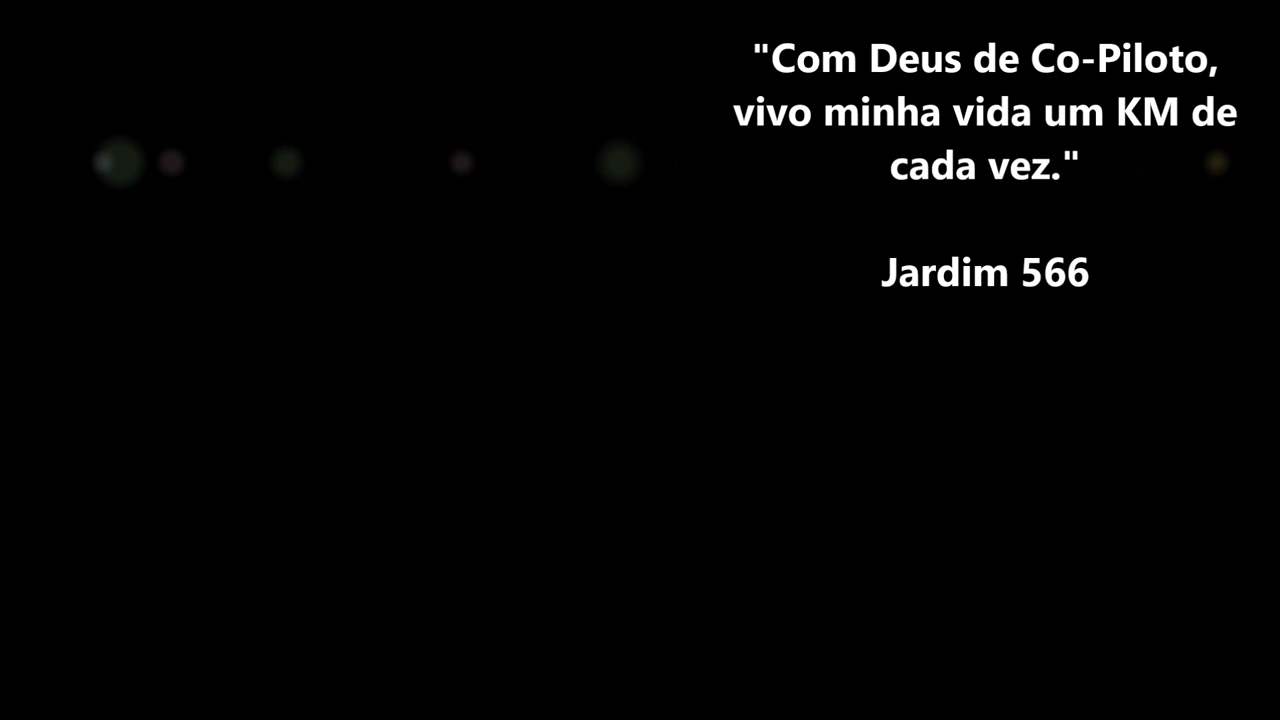 "Com Deus de Co-Piloto,
vivo minha vida um KM de
cada vez."
Jardim 566